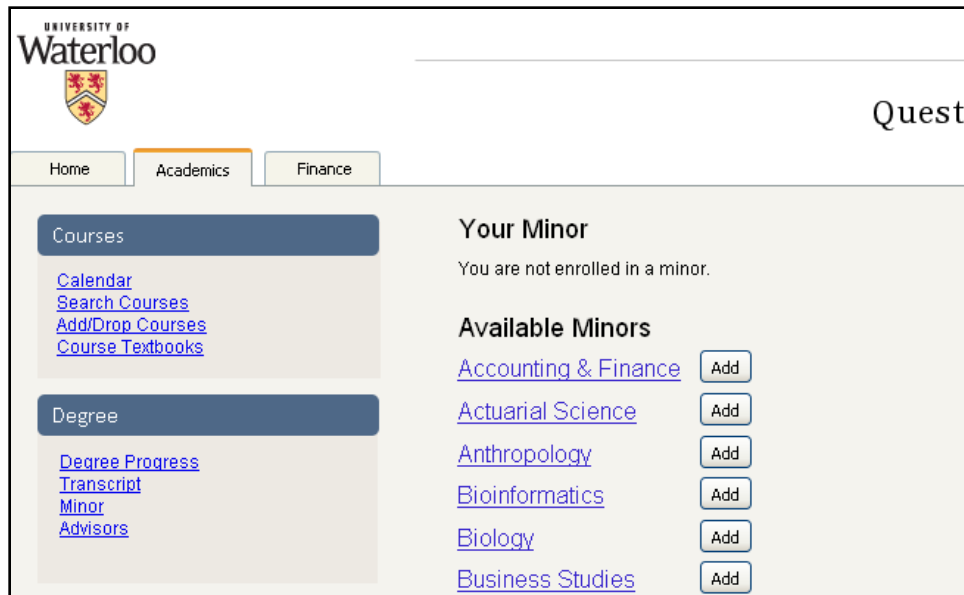 UNIVERSITY OF
Waterloo
Quest
Home
Academics
Finance
Courses
Calendar
Search Courses
Add/Drop Courses
Course Textbooks
Degree
Degree Progress
Transcript
Minor
Advisors
Your Minor
You are not enrolled in a minor.
Available Minors
Accounting & Finance Add
Actuarial Science Add
Anthropology Add
Bioinformatics Add
Biology Add
Business Studies Add